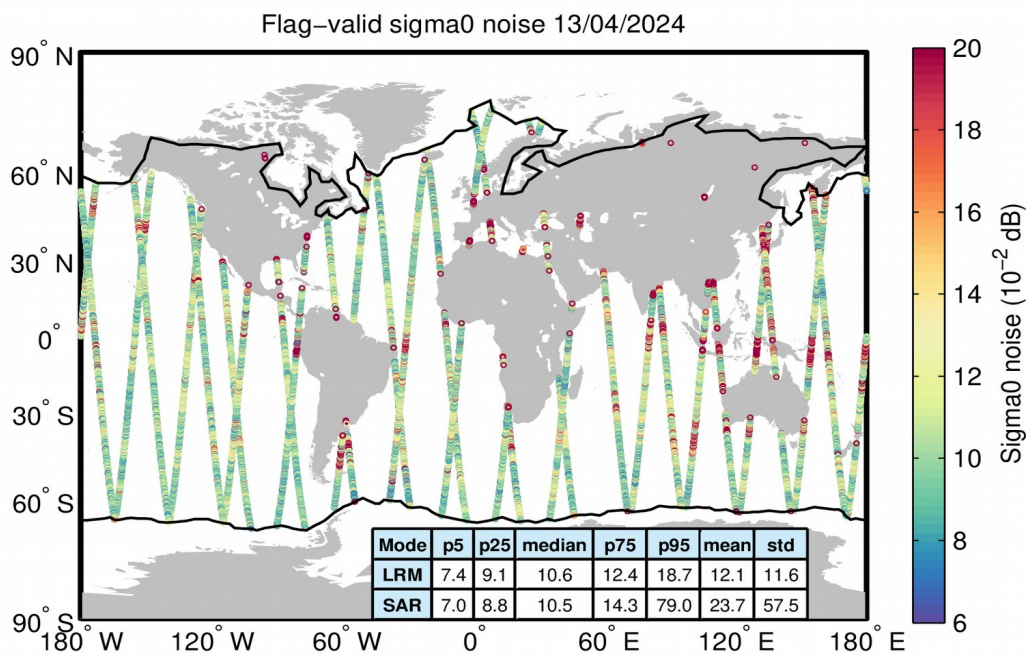 Flag−valid sigma0 noise 13/04/2024
90° N
60° N
30° N
0°
30° S
60° S
90° S
180° W
120° W
60° W
0°
60° E
120° E
180° E
Mode p5 p25 median p75 p95 mean std
LRM 7.4 9.1 10.6 12.4 18.7 12.1 11.6
SAR 7.0 8.8 10.5 14.3 79.0 23.7 57.5
20
18
16
14
12
10
8
6
Sigma0 noise (10⁻² dB)